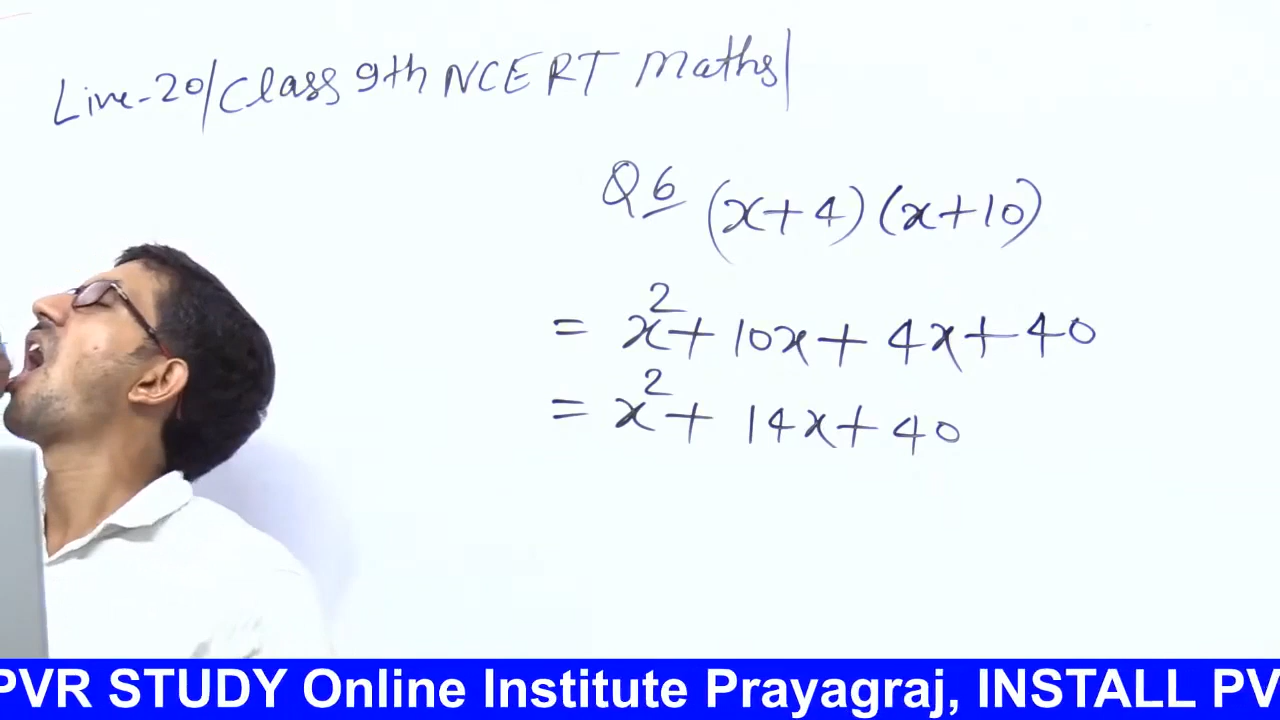 Live-20/Class 9th NCERT Maths|
Q6 (x+4)(x+10)
= x²+10x+4x+40
= x²+14x+40
PVR STUDY Online Institute Prayagraj, INSTALL PV